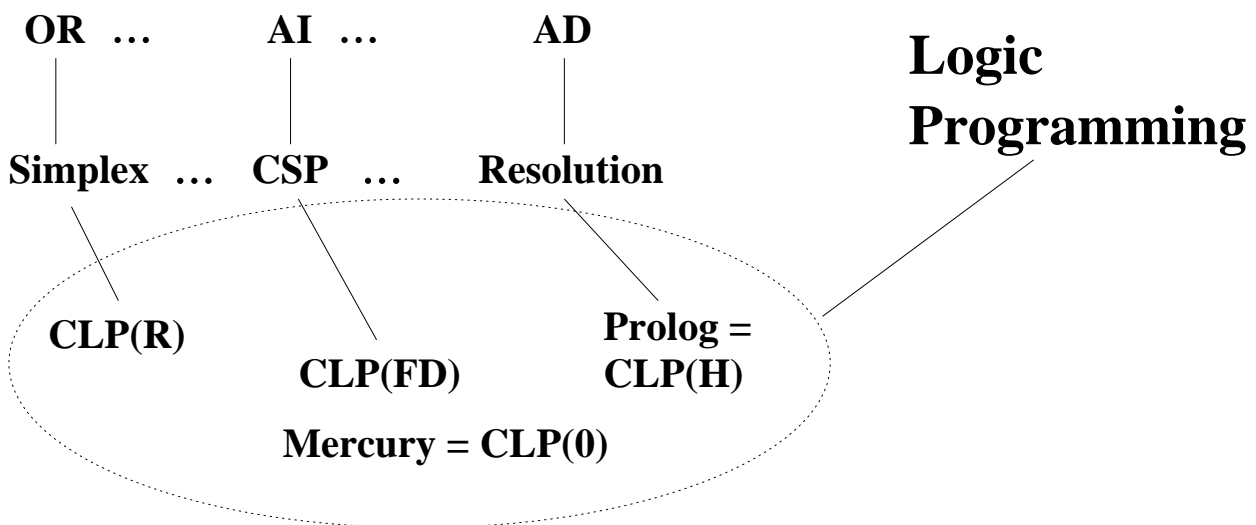 OR ... AI ... AD
Logic
Programming
Simplex ... CSP ... Resolution
CLP(R)
Prolog =
CLP(H)
CLP(FD)
Mercury = CLP(0)